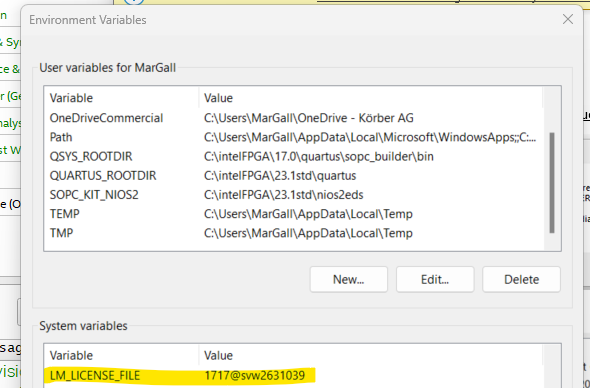 Environment Variables
User variables for MarGall
Variable Value
OneDriveCommercial C:\Users\MarGall\OneDrive - Körber AG
Path C:\Users\MarGall\AppData\Local\Microsoft\WindowsApps;;C:...
QSYS_ROOTDIR C:\intelFPGA\17.0\quartus\sopc_builder\bin
QUARTUS_ROOTDIR C:\intelFPGA\23.1std\quartus
SOPC_KIT_NIOS2 C:\intelFPGA\23.1std\nios2eds
TEMP C:\Users\MarGall\AppData\Local\Temp
TMP C:\Users\MarGall\AppData\Local\Temp
New... Edit... Delete
System variables
Variable Value
LM_LICENSE_FILE 1717@svw2631039